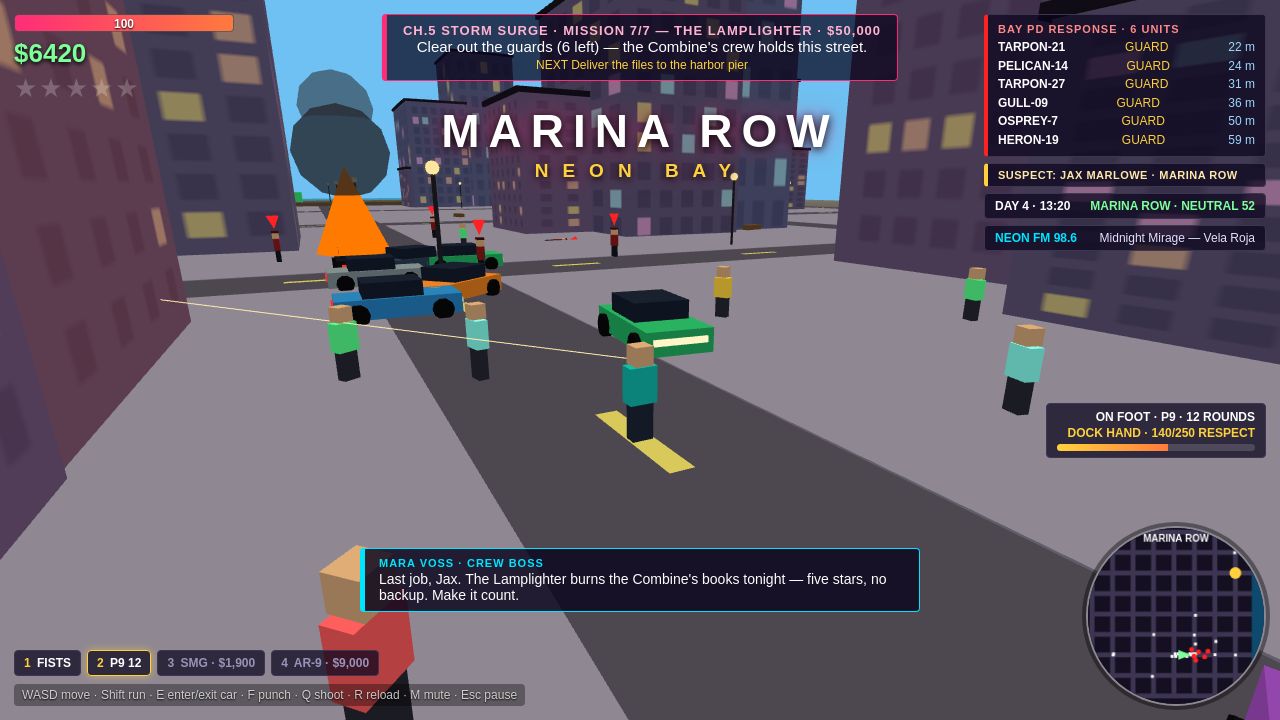 100
$6420
CH.5 STORM SURGE · MISSION 7/7 — THE LAMPLIGHTER · $50,000
Clear out the guards (6 left) — the Combine's crew holds this street.
NEXT Deliver the files to the harbor pier
MARINA ROW
NEON BAY
BAY PD RESPONSE · 6 UNITS
TARPON-21 GUARD 22 m
PELICAN-14 GUARD 24 m
TARPON-27 GUARD 31 m
GULL-09 GUARD 36 m
OSPREY-7 GUARD 50 m
HERON-19 GUARD 59 m
SUSPECT: JAX MARLOWE · MARINA ROW
DAY 4 · 13:20 MARINA ROW · NEUTRAL 52
NEON FM 98.6 Midnight Mirage — Vela Roja
ON FOOT · P9 · 12 ROUNDS
DOCK HAND · 140/250 RESPECT
MARINA ROW
MARA VOSS · CREW BOSS
Last job, Jax. The Lamplighter burns the Combine's books tonight — five stars, no
backup. Make it count.
1 FISTS 2 P9 12 3 SMG · $1,900 4 AR-9 · $9,000
WASD move · Shift run · E enter/exit car · F punch · Q shoot · R reload · M mute · Esc pause